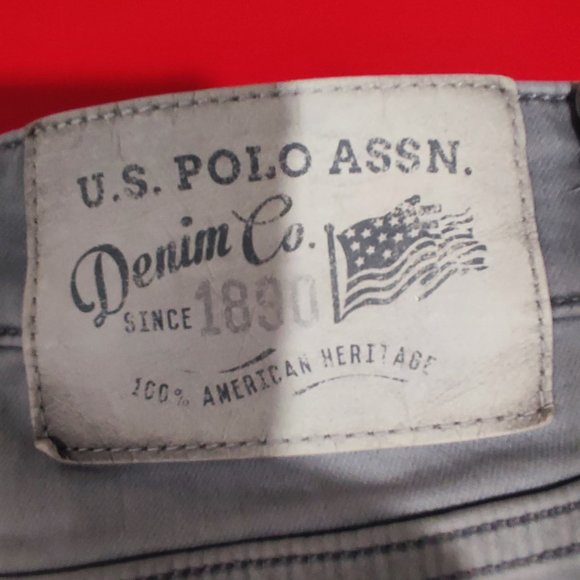 U.S. POLO ASSN.
Denim Co.
SINCE 1890
100% AMERICAN HERITAGE